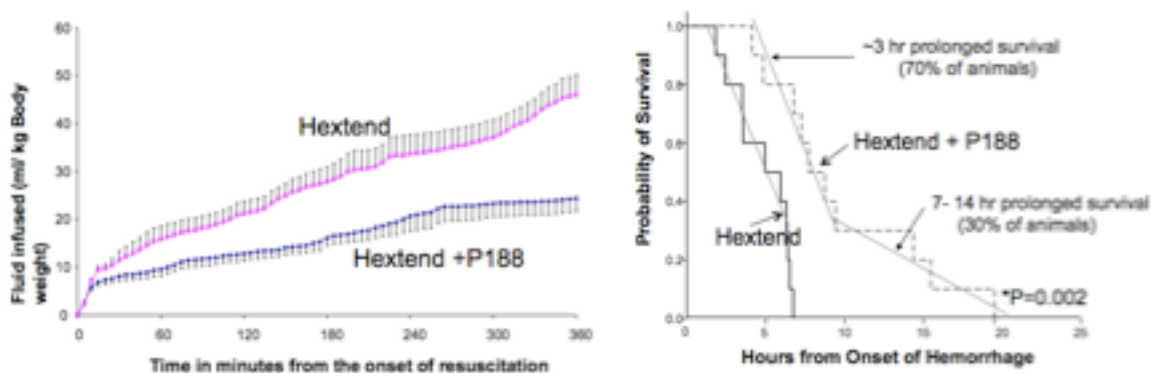 60
50
40
30
20
10
0
Fluid infused (ml/ kg Body
weight)
Hextend
Hextend +P188
0
60
120
180
240
300
360
Time in minutes from the onset of resuscitation
1.0
0.8
0.6
0.4
0.2
0.0
Probability of Survival
~3 hr prolonged survival
(70% of animals)
Hextend + P188
7- 14 hr prolonged survival
(30% of animals)
Hextend
*P=0.002
0
5
10
15
20
25
Hours from Onset of Hemorrhage